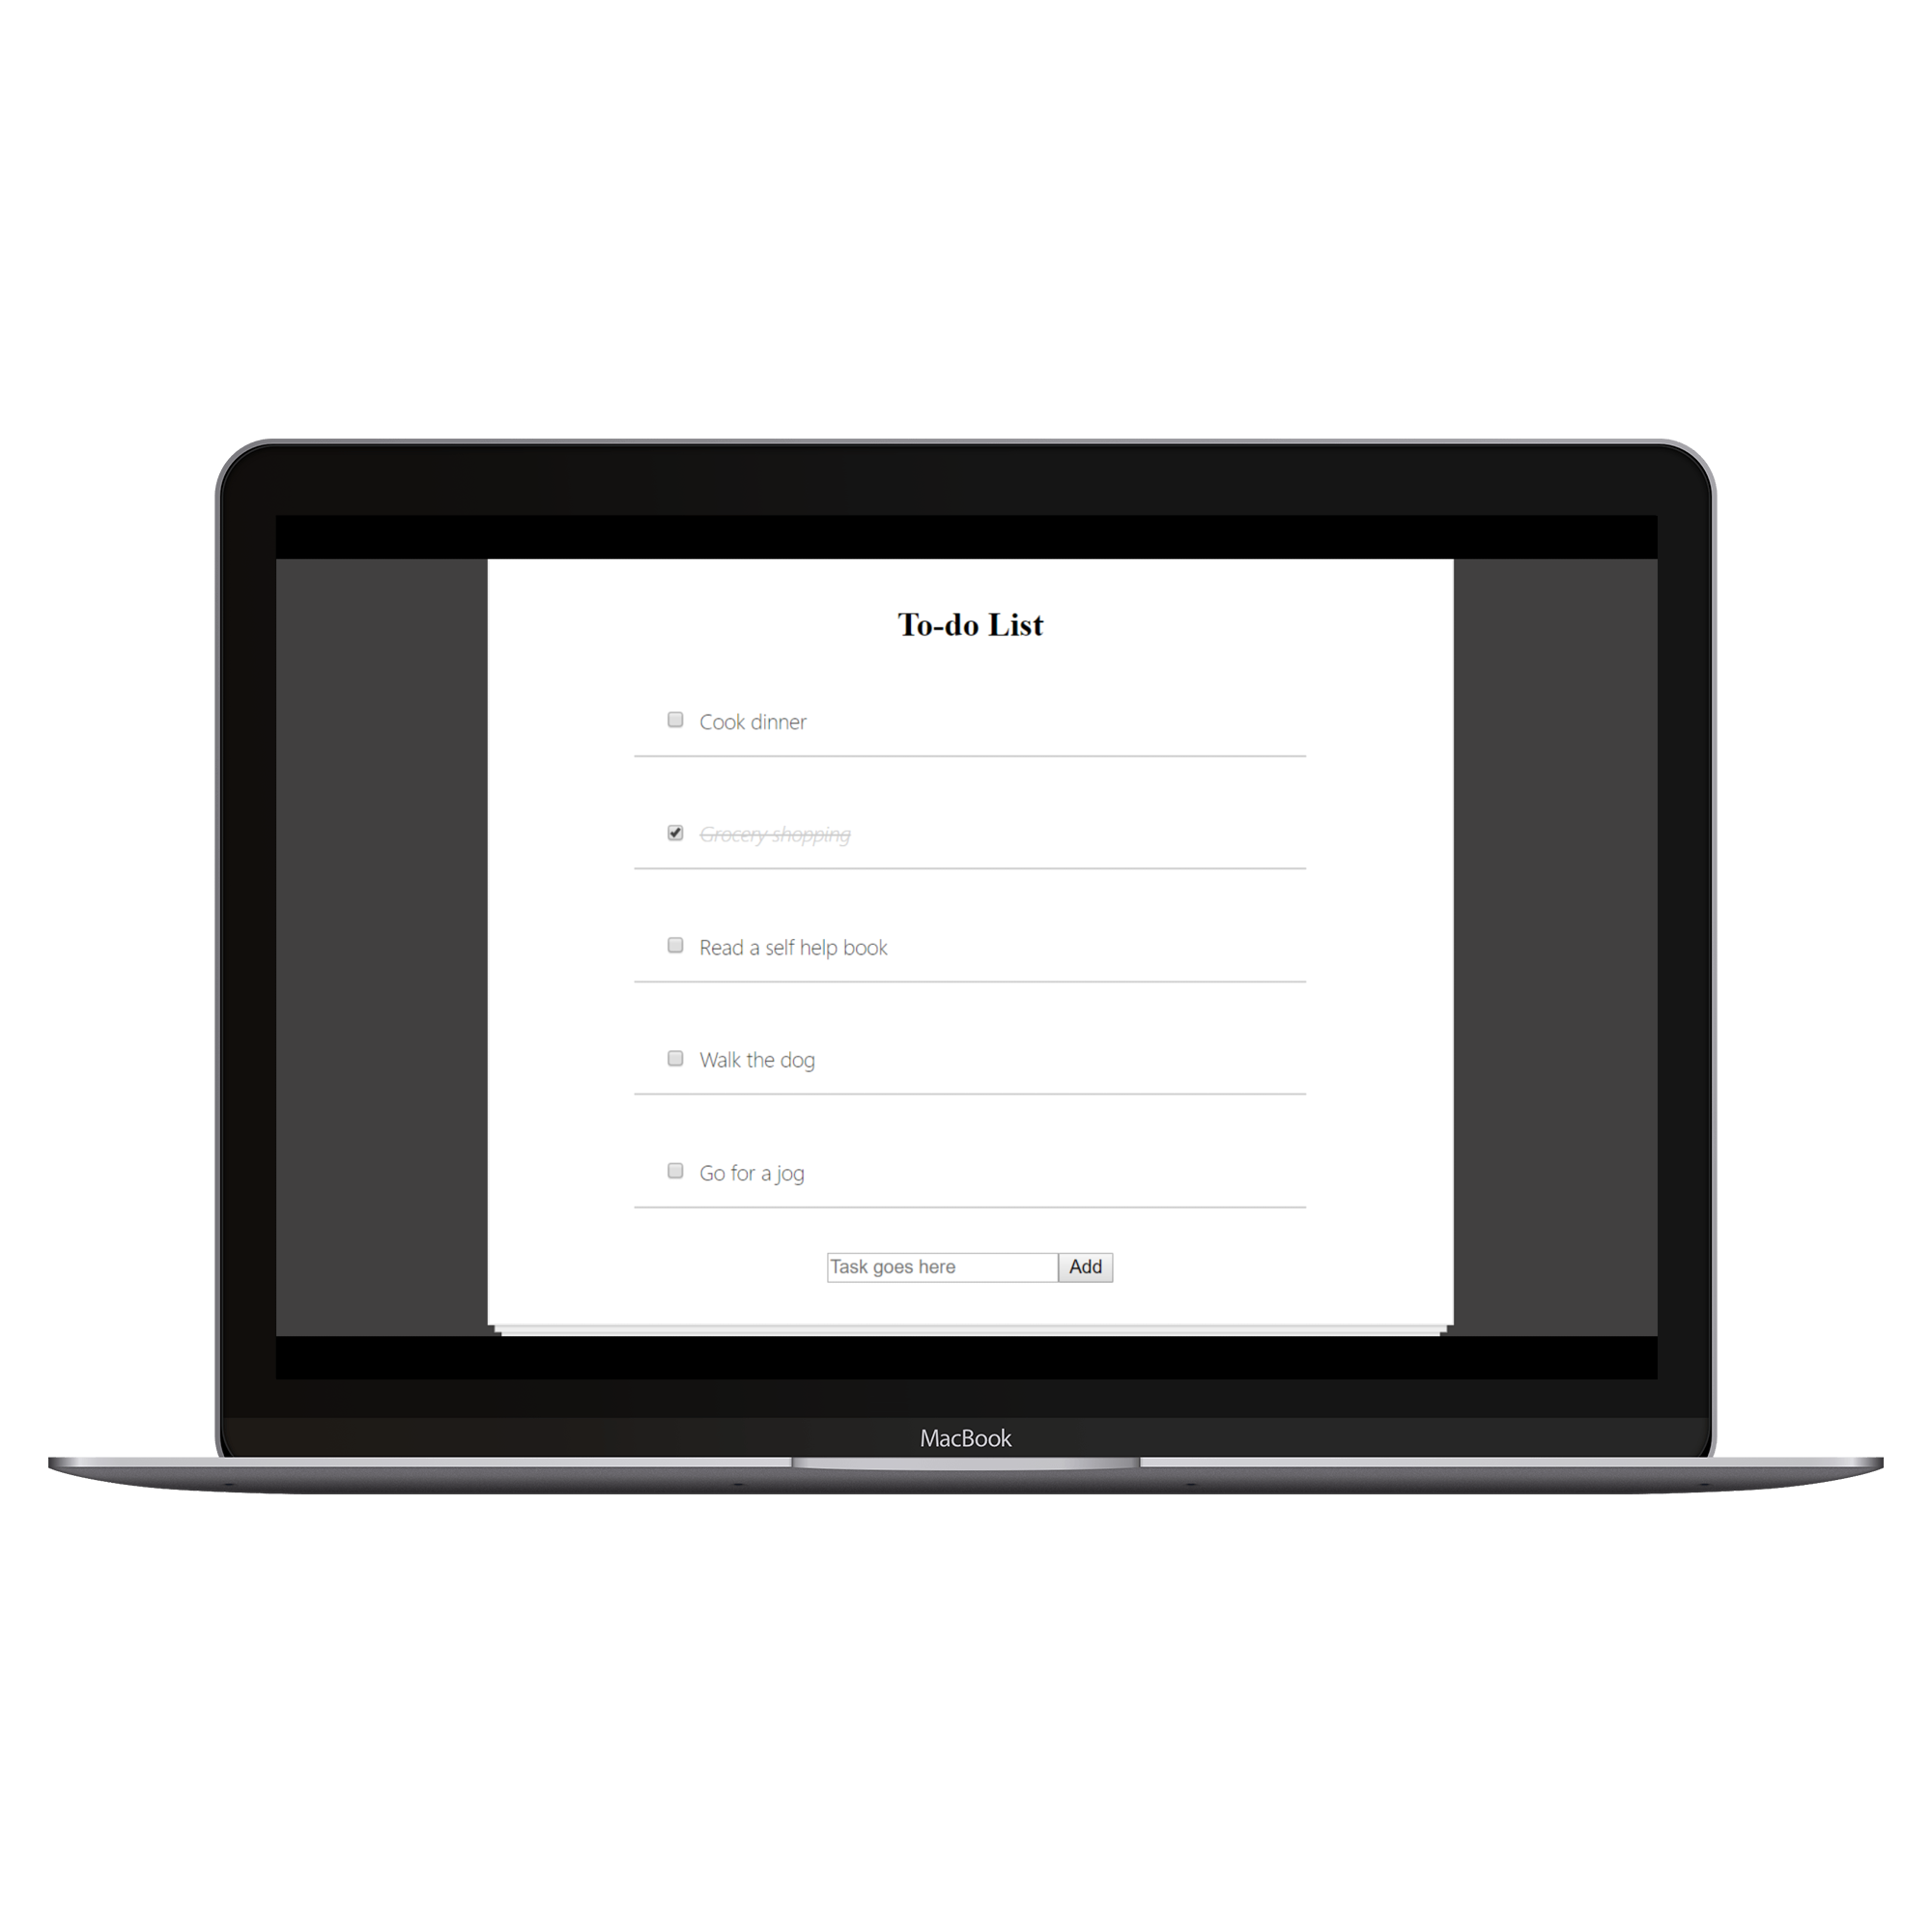 To-do List
Cook dinner
Grocery shopping
Read a self help book
Walk the dog
Go for a jog
Task goes here
Add
MacBook